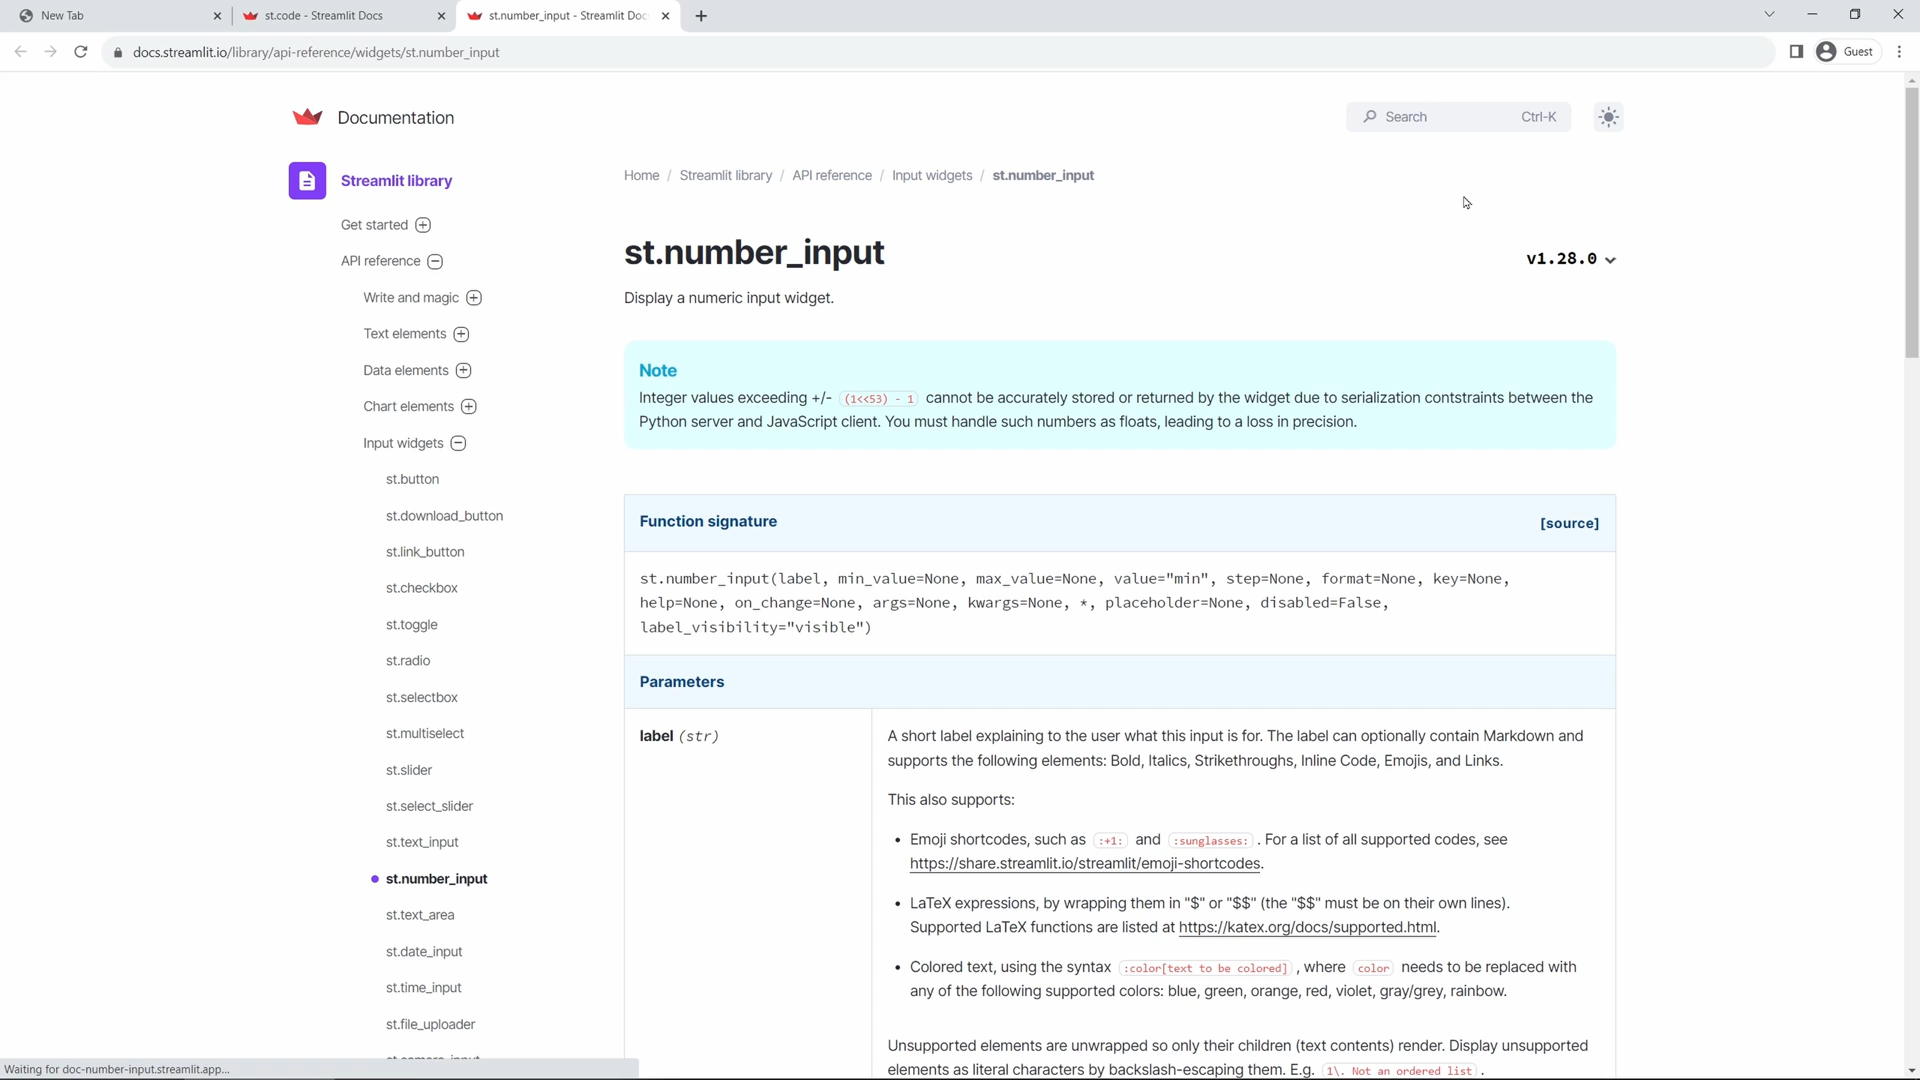 New Tab
st.code - Streamlit Docs
st.number_input - Streamlit Doc
docs.streamlit.io/library/api-reference/widgets/st.number_input
Guest
Documentation
Search
Ctrl-K
Streamlit library
Get started
API reference
Write and magic
Text elements
Data elements
Chart elements
Input widgets
st.button
st.download_button
st.link_button
st.checkbox
st.toggle
st.radio
st.selectbox
st.multiselect
st.slider
st.select_slider
st.text_input
st.number_input
st.text_area
st.date_input
st.time_input
st.file_uploader
Home / Streamlit library / API reference / Input widgets / st.number_input
st.number_input
v1.28.0
Display a numeric input widget.
Note
Integer values exceeding +/- (1<<53) - 1 cannot be accurately stored or returned by the widget due to serialization contstraints between the
Python server and JavaScript client. You must handle such numbers as floats, leading to a loss in precision.
Function signature
[source]
st.number_input(label, min_value=None, max_value=None, value="min", step=None, format=None, key=None,
help=None, on_change=None, args=None, kwargs=None, *, placeholder=None, disabled=False,
label_visibility="visible")
Parameters
label (str)
A short label explaining to the user what this input is for. The label can optionally contain Markdown and
supports the following elements: Bold, Italics, Strikethroughs, Inline Code, Emojis, and Links.
This also supports:
• Emoji shortcodes, such as :+1: and :sunglasses: . For a list of all supported codes, see
https://share.streamlit.io/streamlit/emoji-shortcodes.
• LaTeX expressions, by wrapping them in "$" or "$$" (the "$$" must be on their own lines).
Supported LaTeX functions are listed at https://katex.org/docs/supported.html.
• Colored text, using the syntax :color[text to be colored] , where color needs to be replaced with
any of the following supported colors: blue, green, orange, red, violet, gray/grey, rainbow.
Unsupported elements are unwrapped so only their children (text contents) render. Display unsupported
elements as literal characters by backslash-escaping them. E.g. 1\. Not an ordered list .
Waiting for doc-number-input.streamlit.app...